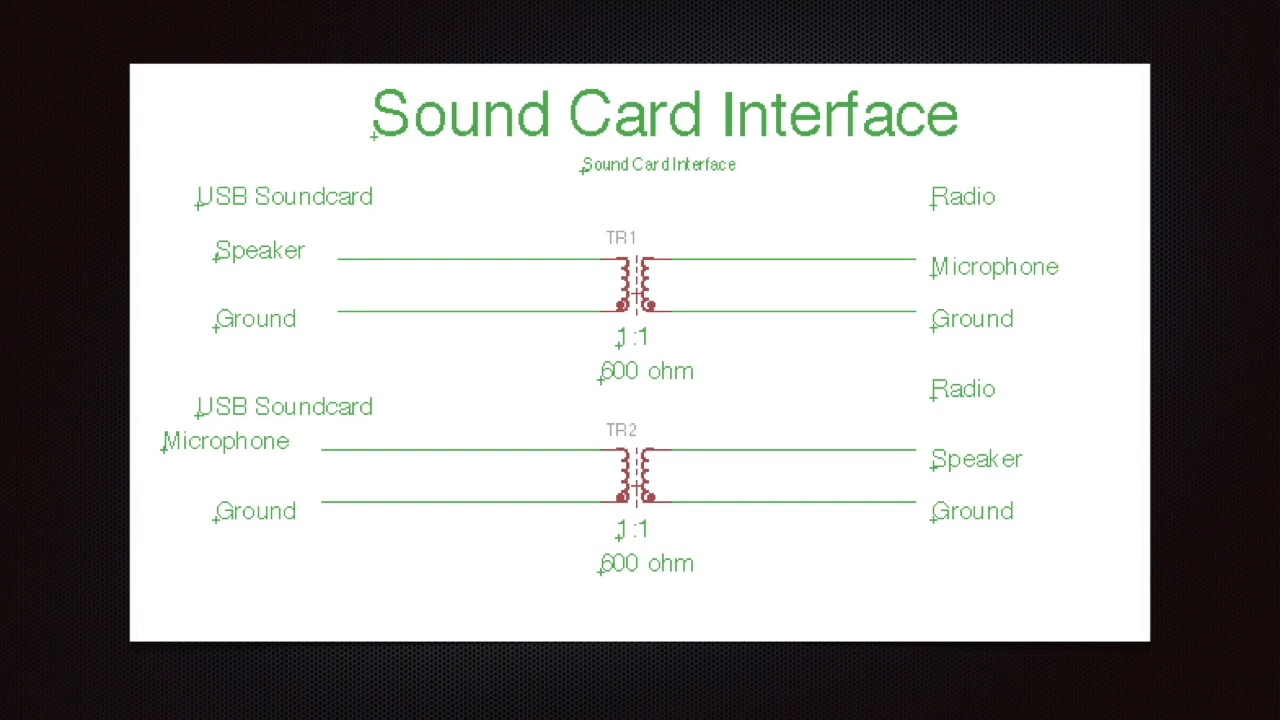 Sound Card Interface
Sound Card Interface
USB Soundcard
Radio
TR1
Speaker
Microphone
Ground
Ground
1:1
600 ohm
Radio
USB Soundcard
TR2
Microphone
Speaker
Ground
Ground
1:1
600 ohm